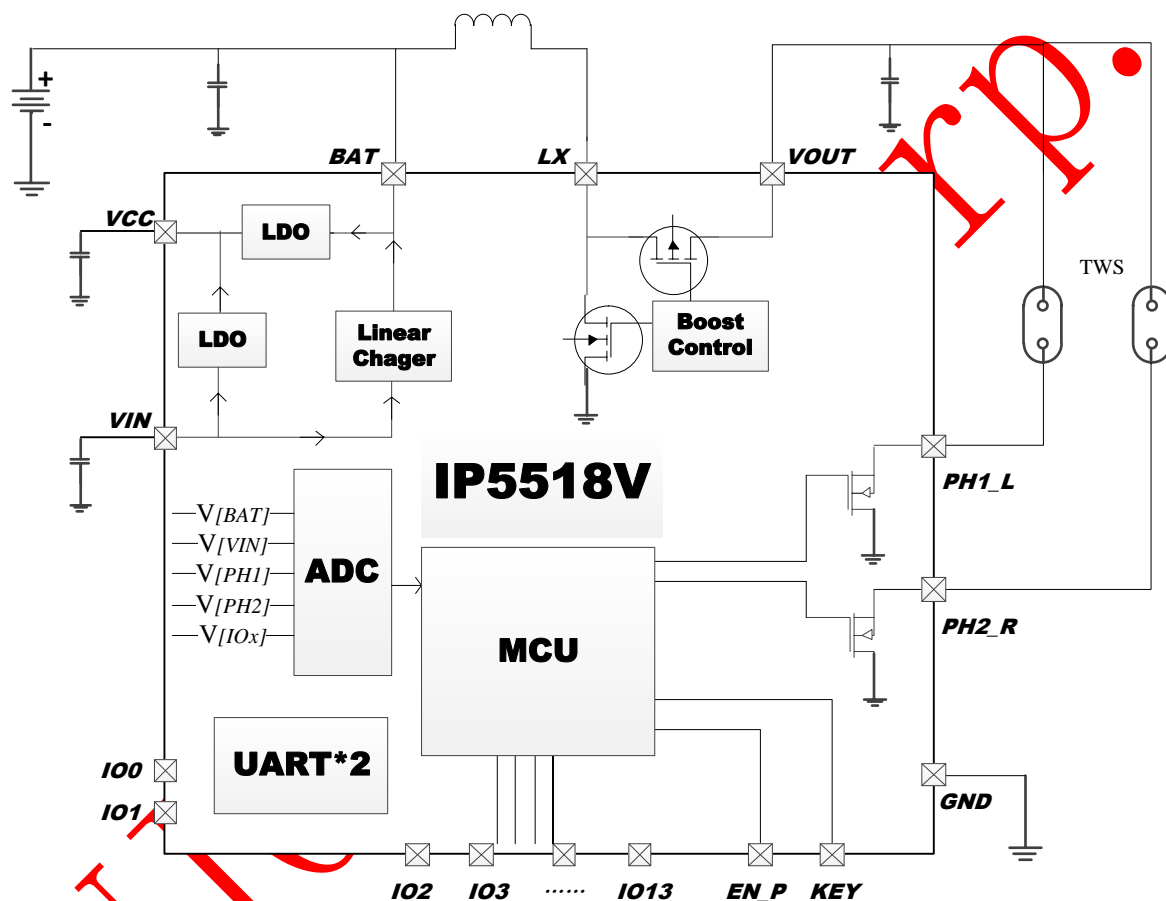 rp.
+
-
BAT
LX
VOUT
VCC
LDO
TWS
LDO
Linear
Chager
Boost
Control
VIN
IP5518V
PH1_L
V[BAT]
V[VIN]
V[PH1]
V[PH2]
V[IOx]
ADC
MCU
PH2_R
UART*2
IO0
IO1
GND
IO2
IO3
......
IO13
EN_P
KEY